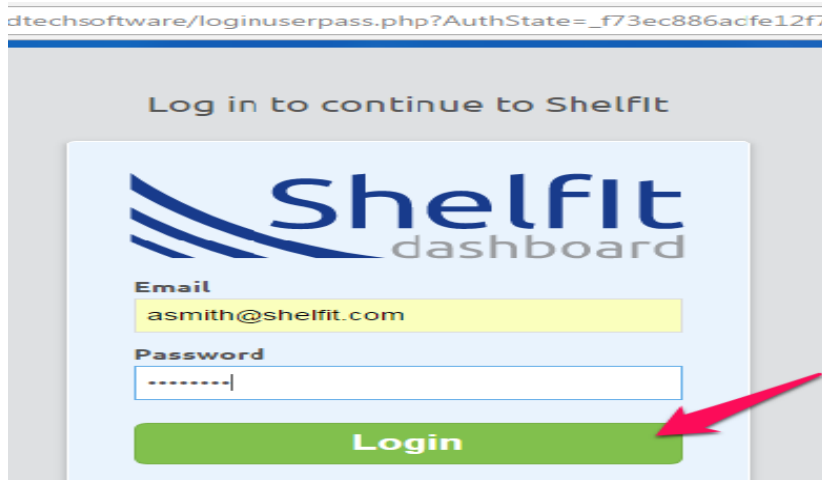 dtechsoftware/loginuserpass.php?AuthState=_f73ec886acfe12f7
Log in to continue to ShelfIt
ShelfIt
dashboard
Email
asmith@shelfit.com
Password
••••••••
Login